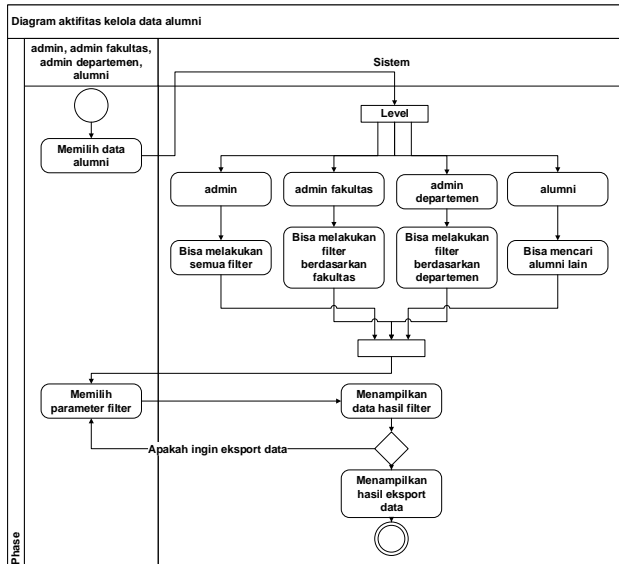 Diagram aktifitas kelola data alumni
admin, admin fakultas,
admin departemen,
alumni
Sistem
Level
Memilih data
alumni
admin
admin fakultas
admin
departemen
alumni
Bisa melakukan
semua filter
Bisa melakukan
filter
berdasarkan
fakultas
Bisa melakukan
filter
berdasarkan
departemen
Bisa mencari
alumni lain
Memilih
parameter filter
Menampilkan
data hasil filter
Apakah ingin eksport data
Menampilkan
hasil eksport
data
Phase